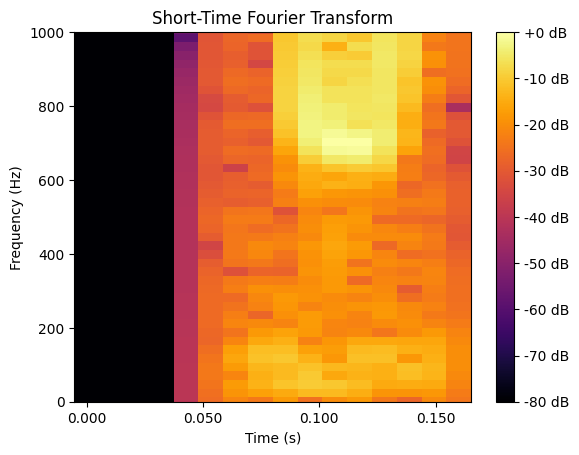 Short-Time Fourier Transform
1000
800
600
400
200
0
Frequency (Hz)
0.000
0.050
0.100
0.150
Time (s)
+0 dB
-10 dB
-20 dB
-30 dB
-40 dB
-50 dB
-60 dB
-70 dB
-80 dB